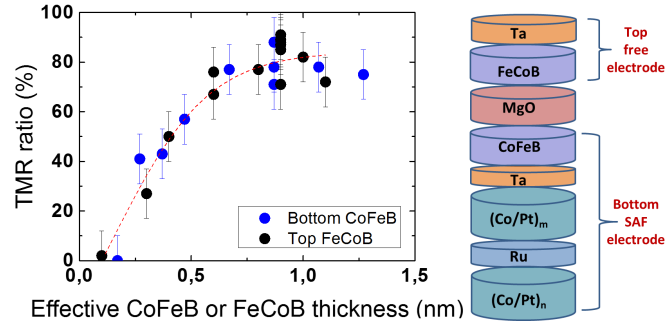 TMR ratio (%)
100
80
60
40
20
0
0,0 0,5 1,0 1,5
Effective CoFeB or FeCoB thickness (nm)
Bottom CoFeB
Top FeCoB
Ta
FeCoB
MgO
CoFeB
Ta
(Co/Pt)m
Ru
(Co/Pt)n
Top
free
electrode
Bottom
SAF
electrode